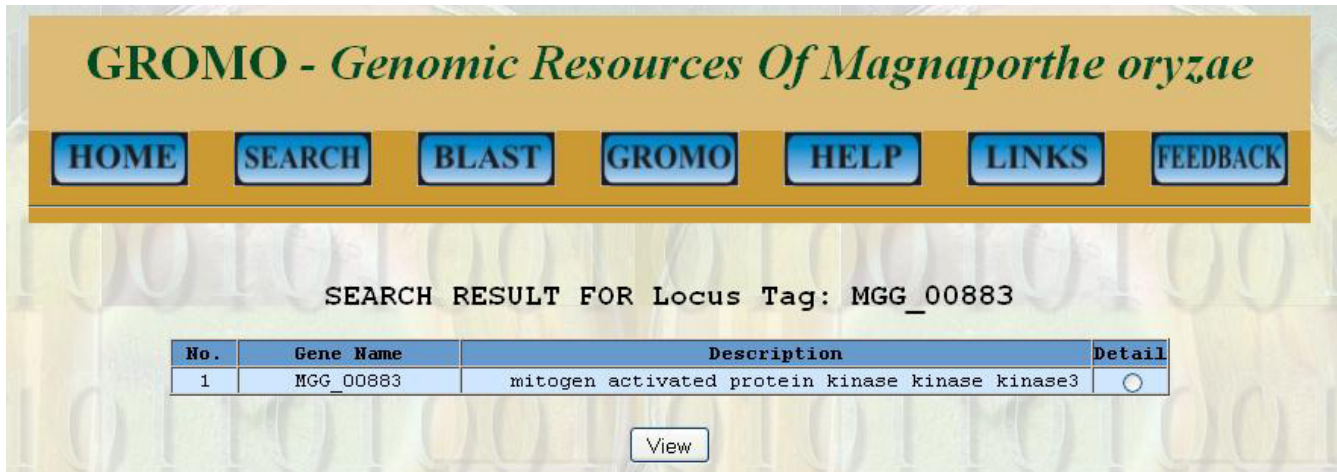 GROMO - Genomic Resources Of Magnaporthe oryzae
HOME SEARCH BLAST GROMO HELP LINKS FEEDBACK
SEARCH RESULT FOR Locus Tag: MGG_00883
No. Gene Name Description Detail
1 MGG_00883 mitogen activated protein kinase kinase kinase3
View